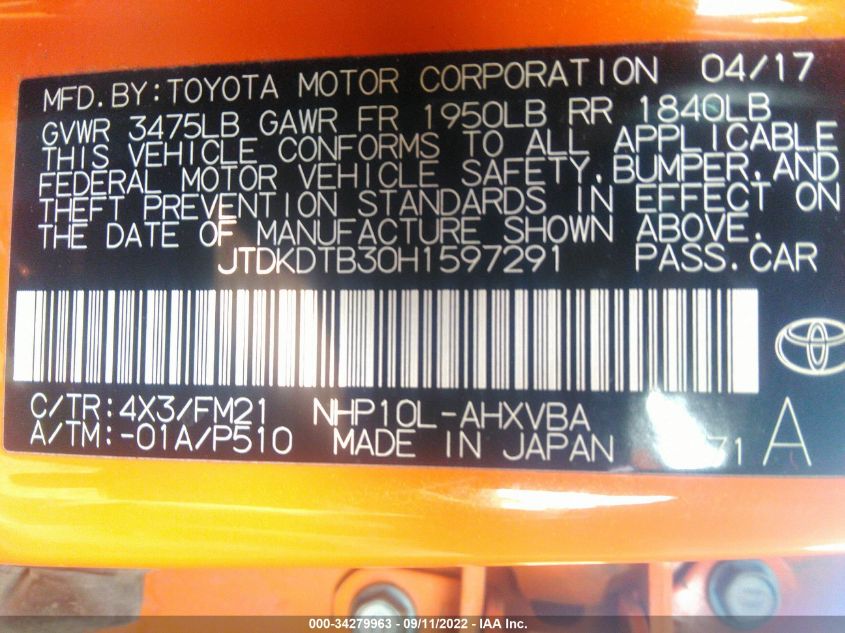 MFD. BY: TOYOTA MOTOR CORPORATION 04/17
GVWR 3475LB GAWR FR 1950LB RR 1840LB
THIS VEHICLE CONFORMS TO ALL APPLICABLE
FEDERAL MOTOR VEHICLE SAFETY, BUMPER, AND
THEFT PREVENTION STANDARDS IN EFFECT ON
THE DATE OF MANUFACTURE SHOWN ABOVE.
JTDKDTB30H1597291 PASS. CAR
C/TR: 4X3/FM21 NHP10L-AHXVBA
A/TM: -01A/P510 MADE IN JAPAN 71 A
000-34279963 - 09/11/2022 - IAA Inc.